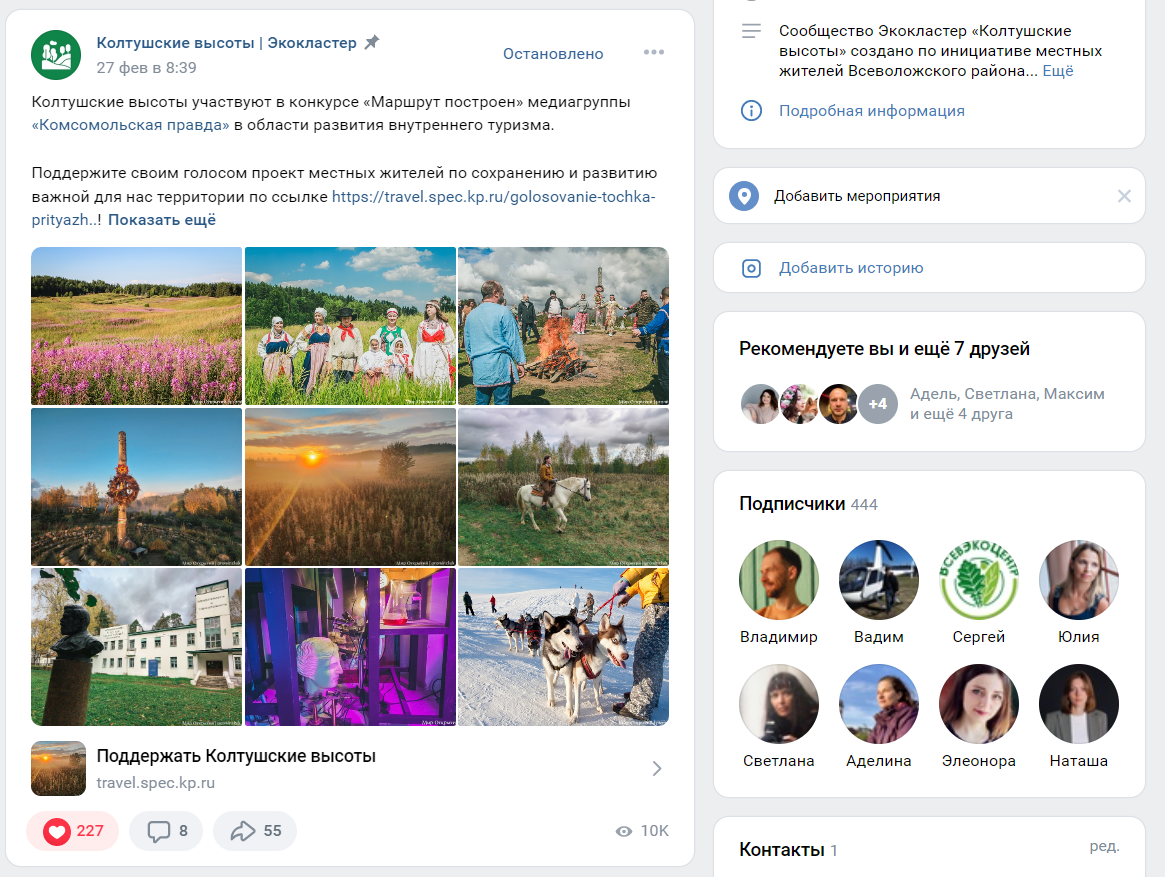 Колтушские высоты | Экокластер
27 фев в 8:39
Остановлено
Колтушские высоты участвуют в конкурсе «Маршрут построен» медиагруппы
«Комсомольская правда» в области развития внутреннего туризма.
Поддержите своим голосом проект местных жителей по сохранению и развитию
важной для нас территории по ссылке https://travel.spec.kp.ru/golosovanie-tochka-
prityazh..! Показать ещё
Поддержать Колтушские высоты
travel.spec.kp.ru
227
8
55
10K
Сообщество Экокластер «Колтушские
высоты» создано по инициативе местных
жителей Всеволожского района... Ещё
Подробная информация
Добавить мероприятия
Добавить историю
Рекомендуете вы и ещё 7 друзей
+4
Адель, Светлана, Максим
и ещё 4 друга
Подписчики 444
ВСЕВЭКОЦЕНТР
Владимир
Вадим
Сергей
Юлия
Светлана
Аделина
Элеонора
Наташа
Контакты 1
ред.